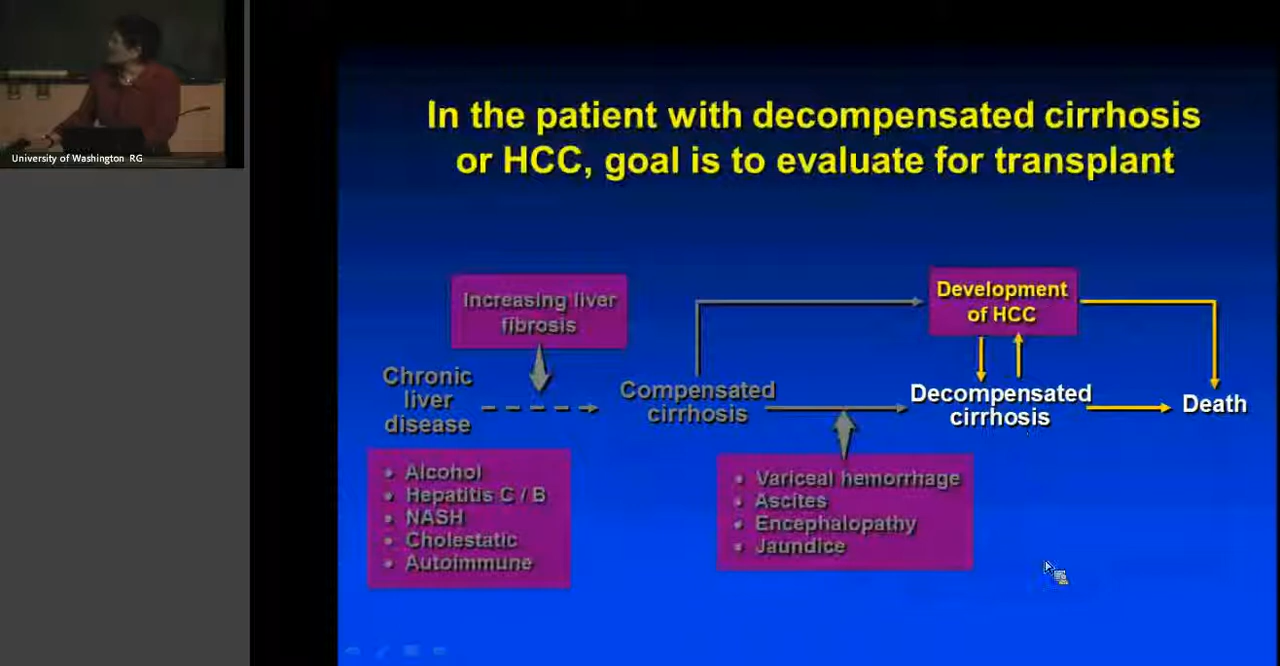 University of Washington RG
In the patient with decompensated cirrhosis
or HCC, goal is to evaluate for transplant
Increasing liver
fibrosis
Development
of HCC
Chronic
liver
disease
Compensated
cirrhosis
Decompensated
cirrhosis
Death
• Alcohol
• Hepatitis C / B
• NASH
• Cholestatic
• Autoimmune
• Variceal hemorrhage
• Ascites
• Encephalopathy
• Jaundice